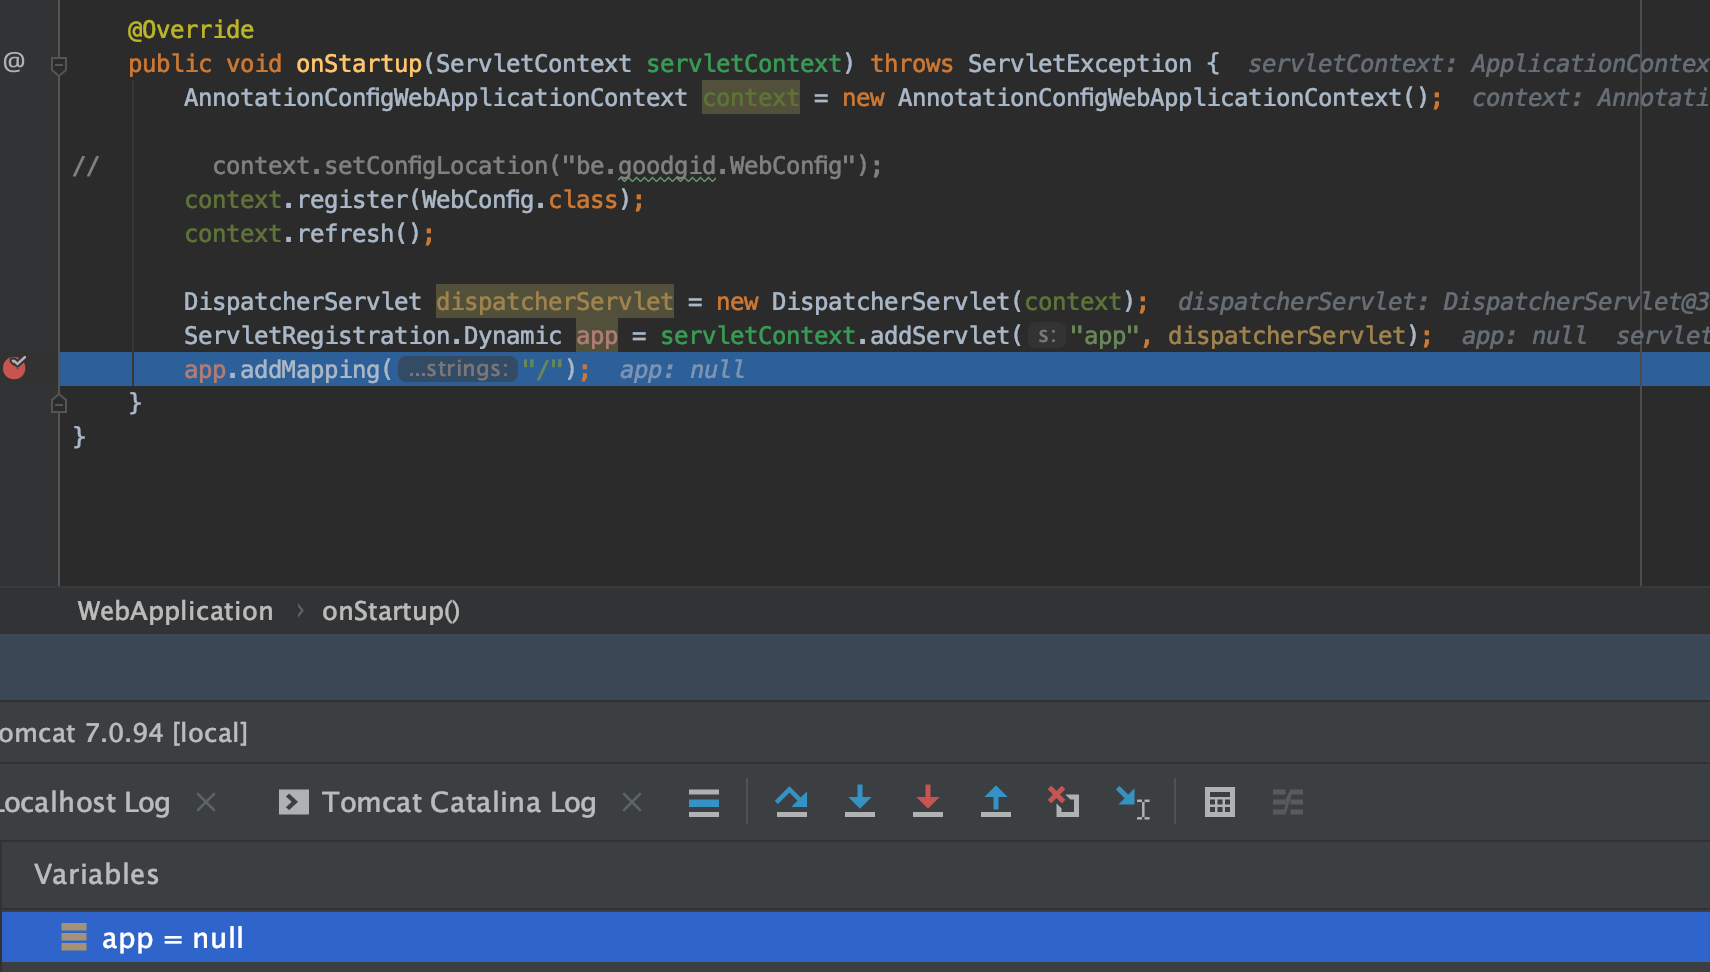 @Override
@ public void onStartup(ServletContext servletContext) throws ServletException { servletContext: ApplicationContex
AnnotationConfigWebApplicationContext context = new AnnotationConfigWebApplicationContext(); context: Annotati
// context.setConfigLocation("be.goodgid.WebConfig");
context.register(WebConfig.class);
context.refresh();
DispatcherServlet dispatcherServlet = new DispatcherServlet(context); dispatcherServlet: DispatcherServlet@3
ServletRegistration.Dynamic app = servletContext.addServlet( s: "app", dispatcherServlet); app: null servlet
app.addMapping( ...strings: "/"); app: null
}
}
WebApplication › onStartup()
omcat 7.0.94 [local]
Localhost Log × Tomcat Catalina Log ×
Variables
app = null